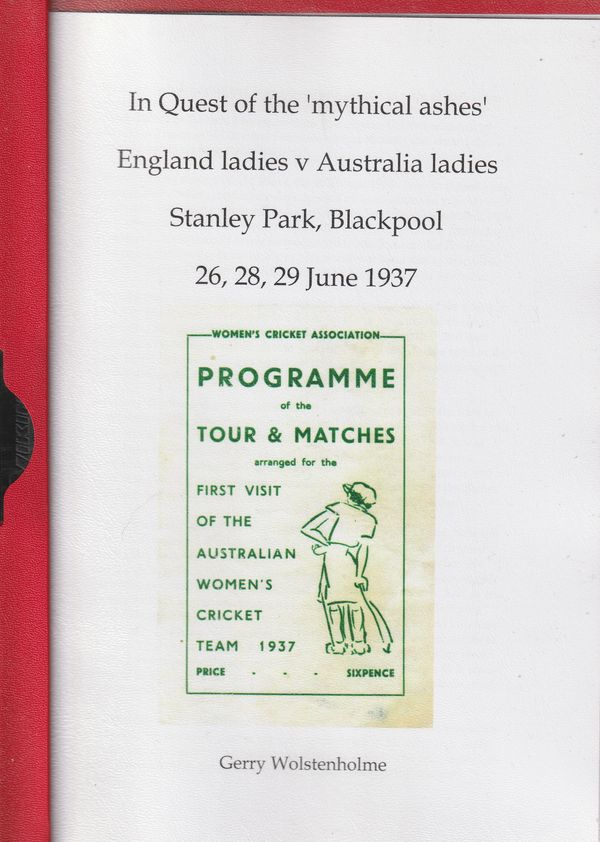 In Quest of the 'mythical ashes'
England ladies v Australia ladies
Stanley Park, Blackpool
26, 28, 29 June 1937
WOMEN'S CRICKET ASSOCIATION
PROGRAMME
of the
TOUR & MATCHES
arranged for the
FIRST VISIT
OF THE
AUSTRALIAN
WOMEN'S
CRICKET
TEAM 1937
PRICE - - - SIXPENCE
Gerry Wolstenholme